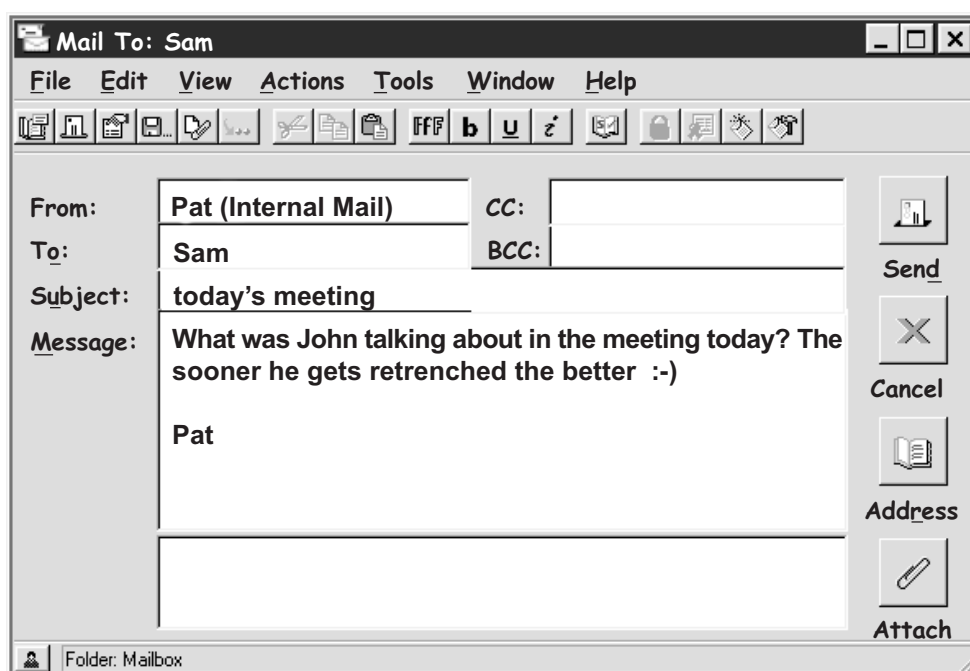 Mail To: Sam
File Edit View Actions Tools Window Help
FFF b U i
From: Pat (Internal Mail) CC:
To: Sam BCC:
Send
Subject: today's meeting
Message: What was John talking about in the meeting today? The
sooner he gets retrenched the better :-)
Cancel
Pat
Address
Attach
Folder: Mailbox